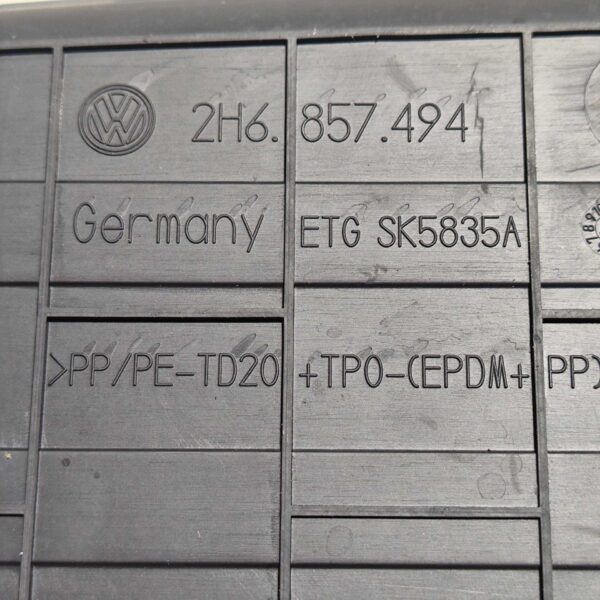 2H6.857.494
Germany ETG SK5835A
>PP/PE-TD20 +TPO-(EPDM+PP)